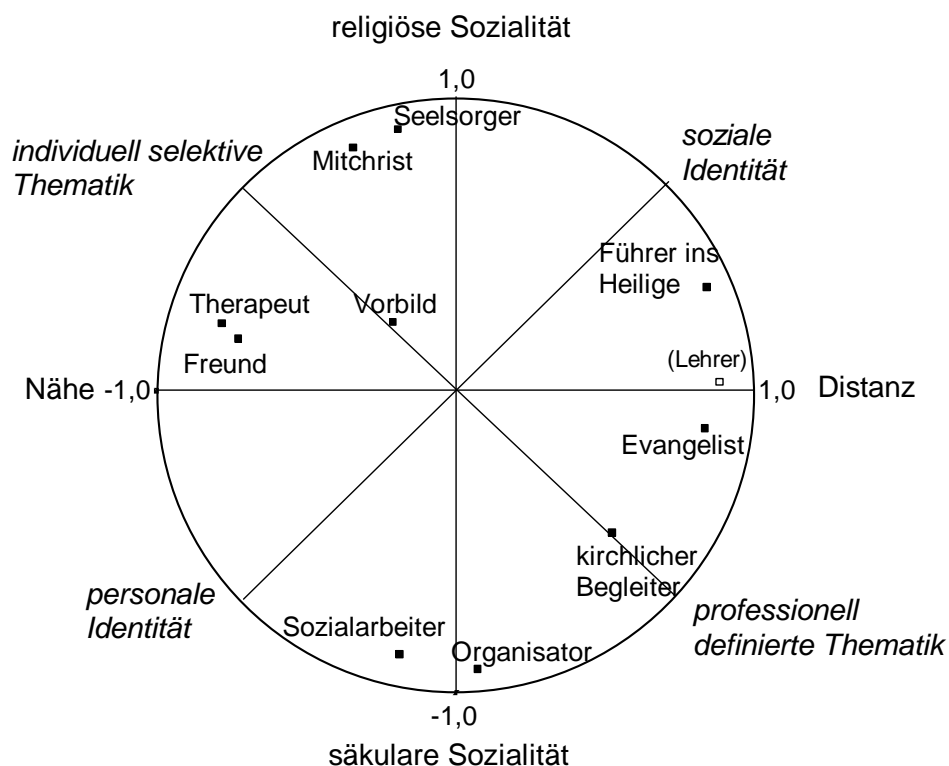 religiöse Sozialität
1,0
Seelsorger
individuell selektive
Thematik
Mitchrist
soziale
Identität
Führer ins
Heilige
Therapeut
Vorbild
Freund
(Lehrer)
Nähe -1,0
1,0 Distanz
Evangelist
kirchlicher
Begleiter
personale
Identität
Sozialarbeiter
Organisator
professionell
definierte Thematik
-1,0
säkulare Sozialität